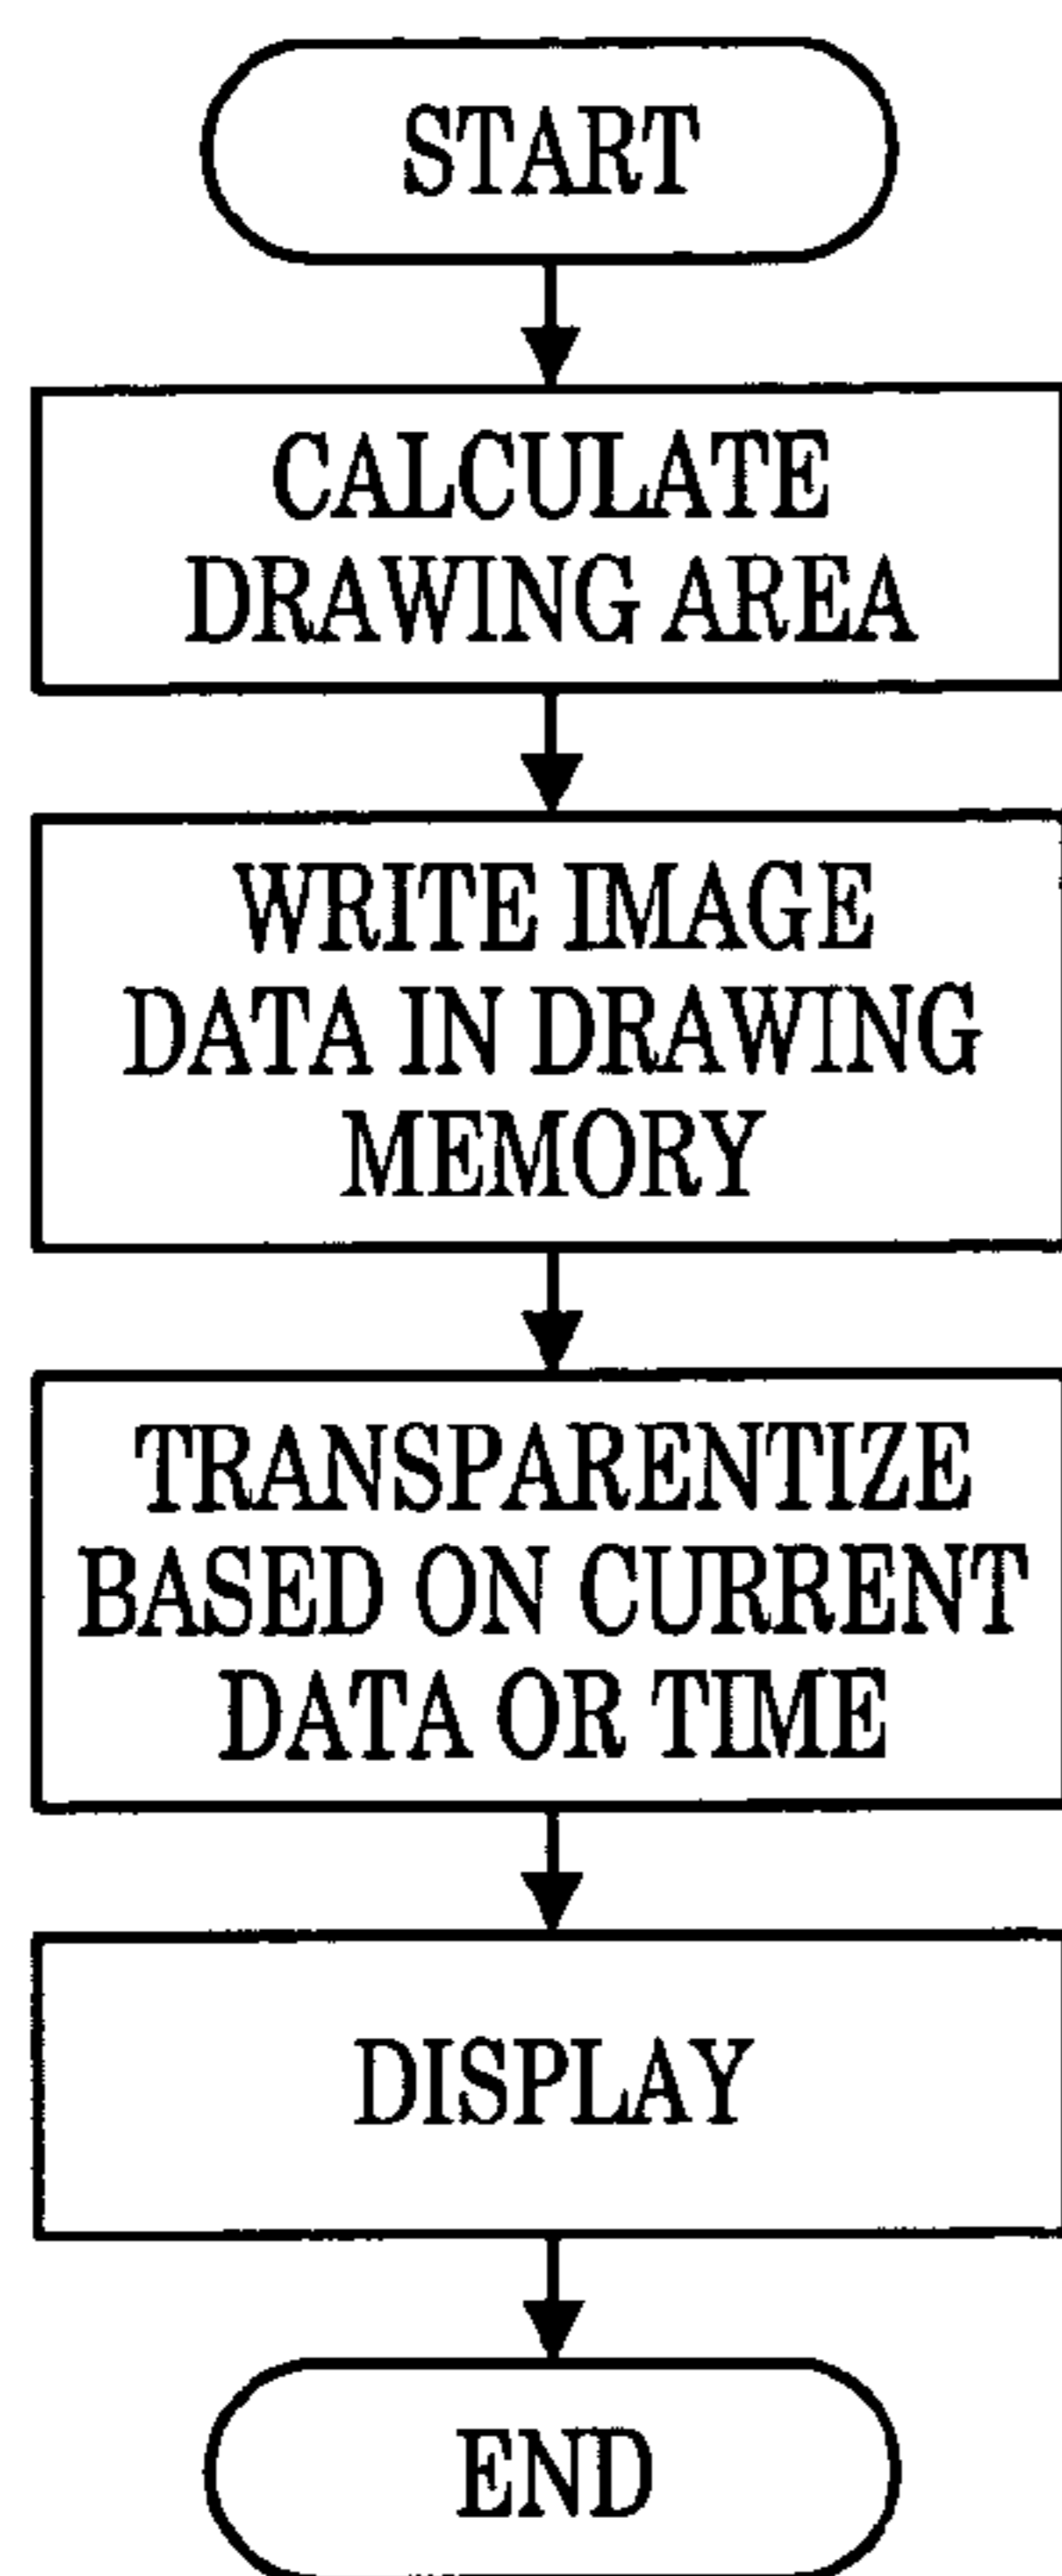 START
CALCULATE
DRAWING AREA
WRITE IMAGE
DATA IN DRAWING
MEMORY
TRANSPARENTIZE
BASED ON CURRENT
DATA OR TIME
DISPLAY
END